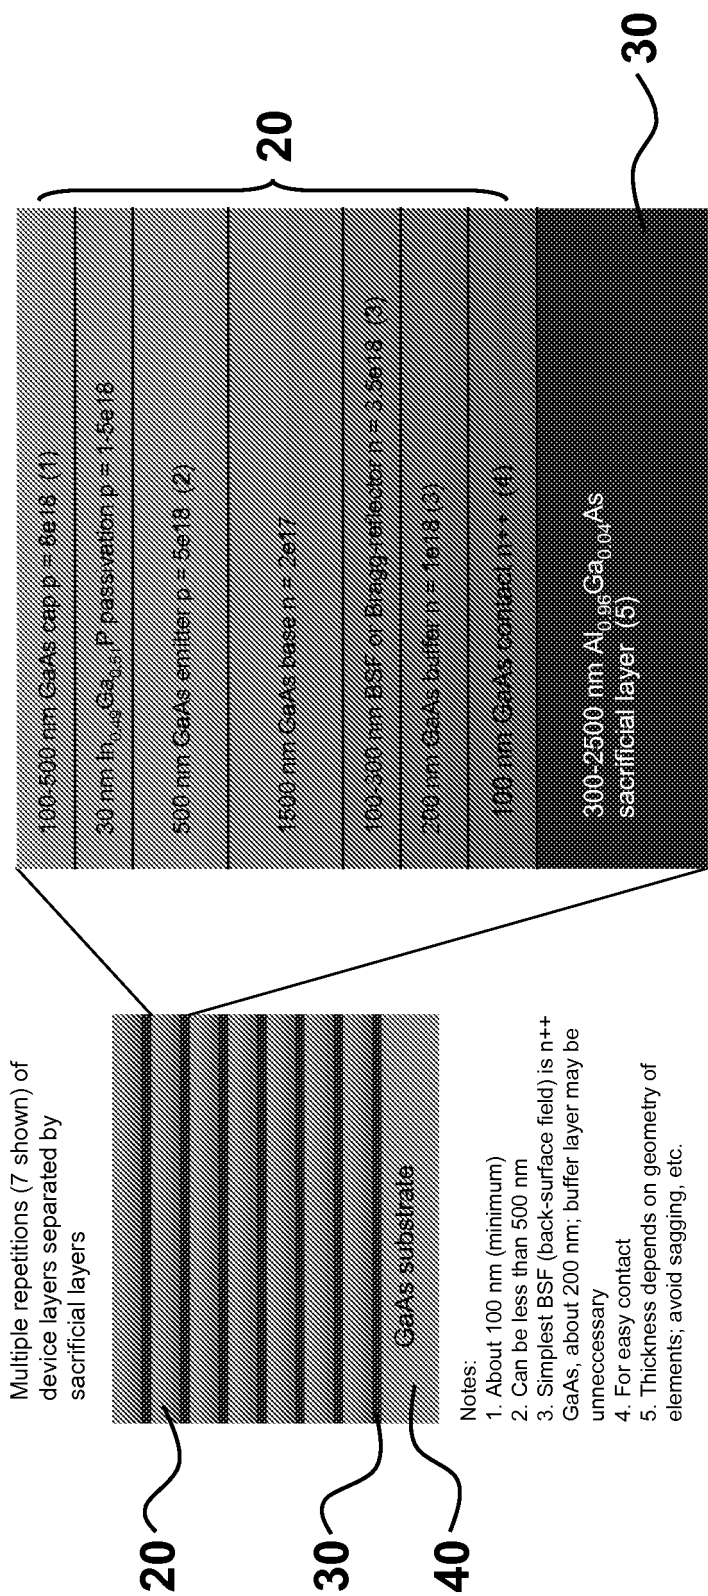 Multiple repetitions (7 shown) of
device layers separated by
sacrificial layers
20
30
40
GaAs substrate
Notes:
1. About 100 nm (minimum)
2. Can be less than 500 nm
3. Simplest BSF (back-surface field) is n++
GaAs, about 200 nm; buffer layer may be
unneccessary
4. For easy contact
5. Thickness depends on geometry of
elements; avoid sagging, etc.
100-500 nm GaAs cap p = 8e18 (1)
30 nm In0.49Ga0.51P passivation p = 1-5e18
500 nm GaAs emitter p = 5e18 (2)
1500 nm GaAs base n = 2e17
100-300 nm BSF or Bragg-reflector n = 3.5e18 (3)
200 nm GaAs buffer n = 1e18 (3)
100 nm GaAs contact n++ (4)
300-2500 nm Al0.96Ga0.04As
sacrificial layer (5)
20
30